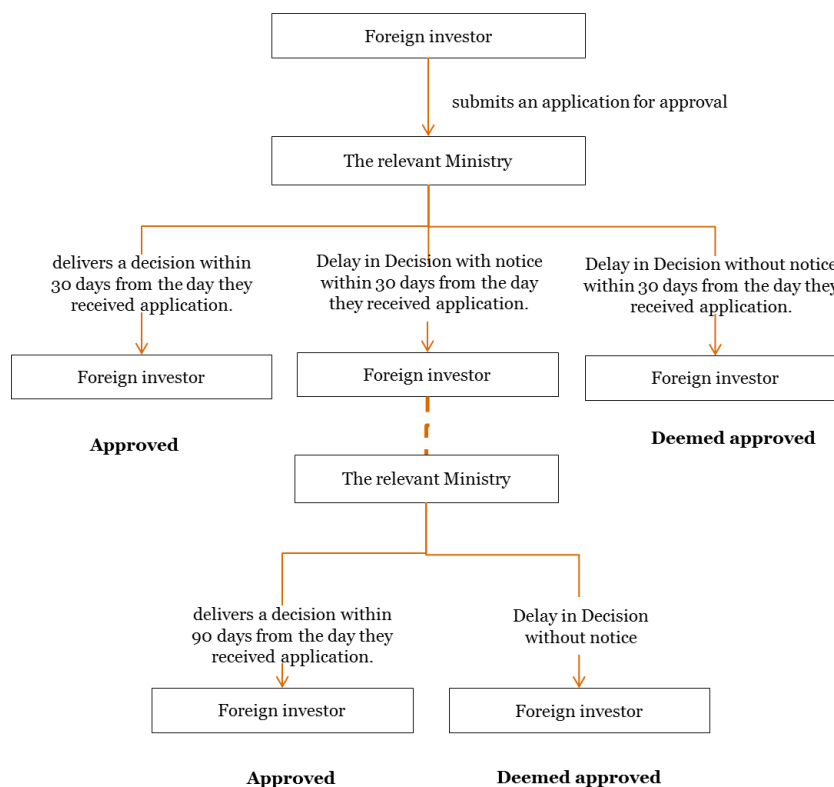 Foreign investor
submits an application for approval
The relevant Ministry
delivers a decision within
30 days from the day they
received application.
Delay in Decision with notice
within 30 days from the day
they received application.
Delay in Decision without notice
within 30 days from the day they
received application.
Foreign investor
Foreign investor
Foreign investor
Approved
Deemed approved
The relevant Ministry
delivers a decision within
90 days from the day they
received application.
Delay in Decision
without notice
Foreign investor
Foreign investor
Approved
Deemed approved